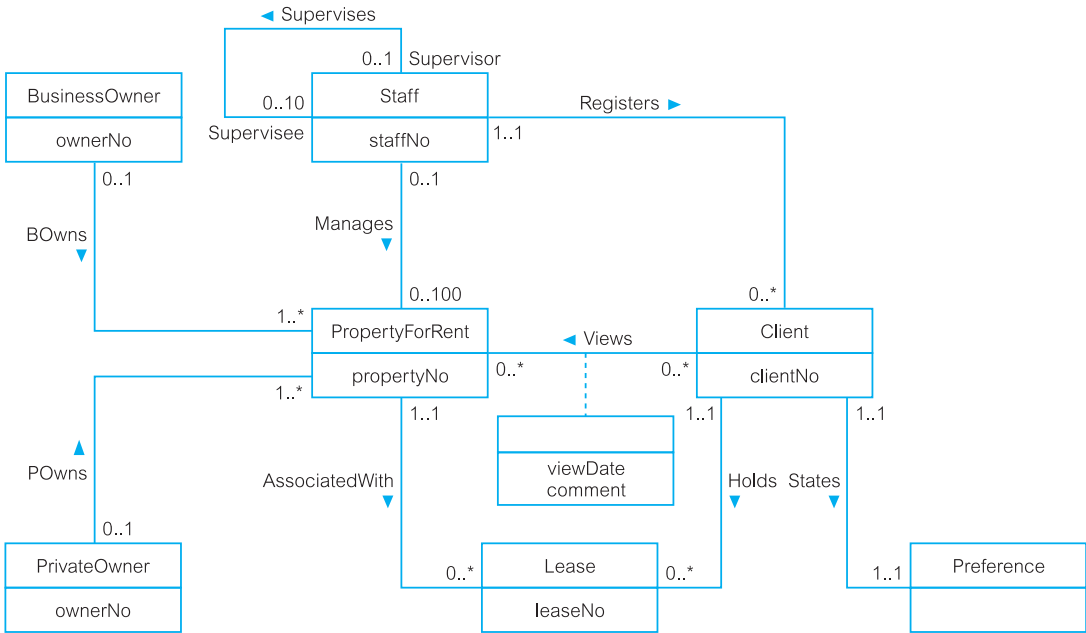 Supervises
0..1 Supervisor
BusinessOwner
ownerNo
0..10
Supervisee
Staff
staffNo
Registers
1..1
0..1
0..1
Manages
BOwns
0..100
0..*
1..*
PropertyForRent
propertyNo
Views
0..*
0..*
Client
clientNo
1..*
1..1
1..1
1..1
viewDate
comment
POwns
AssociatedWith
Holds
States
0..1
PrivateOwner
ownerNo
0..*
Lease
leaseNo
0..*
1..1
Preference